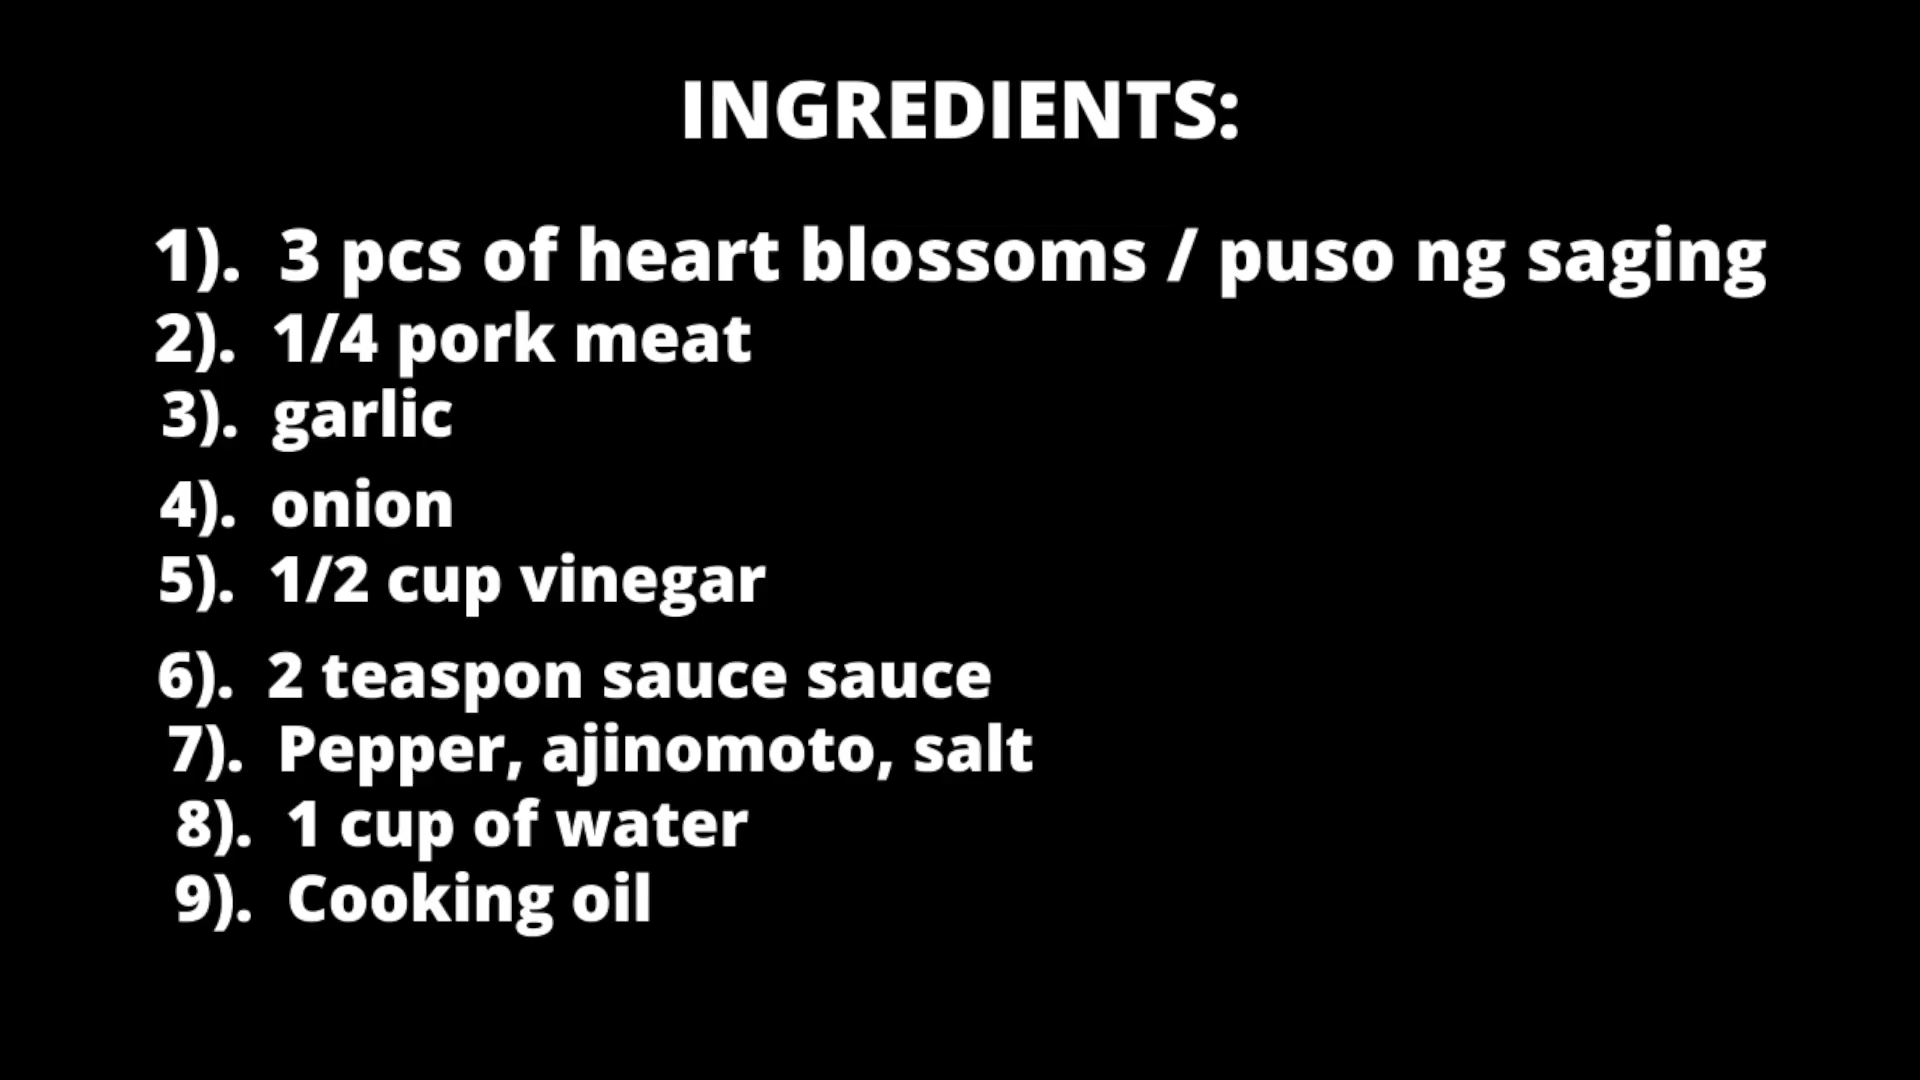 INGREDIENTS:
1). 3 pcs of heart blossoms / puso ng saging
2). 1/4 pork meat
3). garlic
4). onion
5). 1/2 cup vinegar
6). 2 teaspon sauce sauce
7). Pepper, ajinomoto, salt
8). 1 cup of water
9). Cooking oil